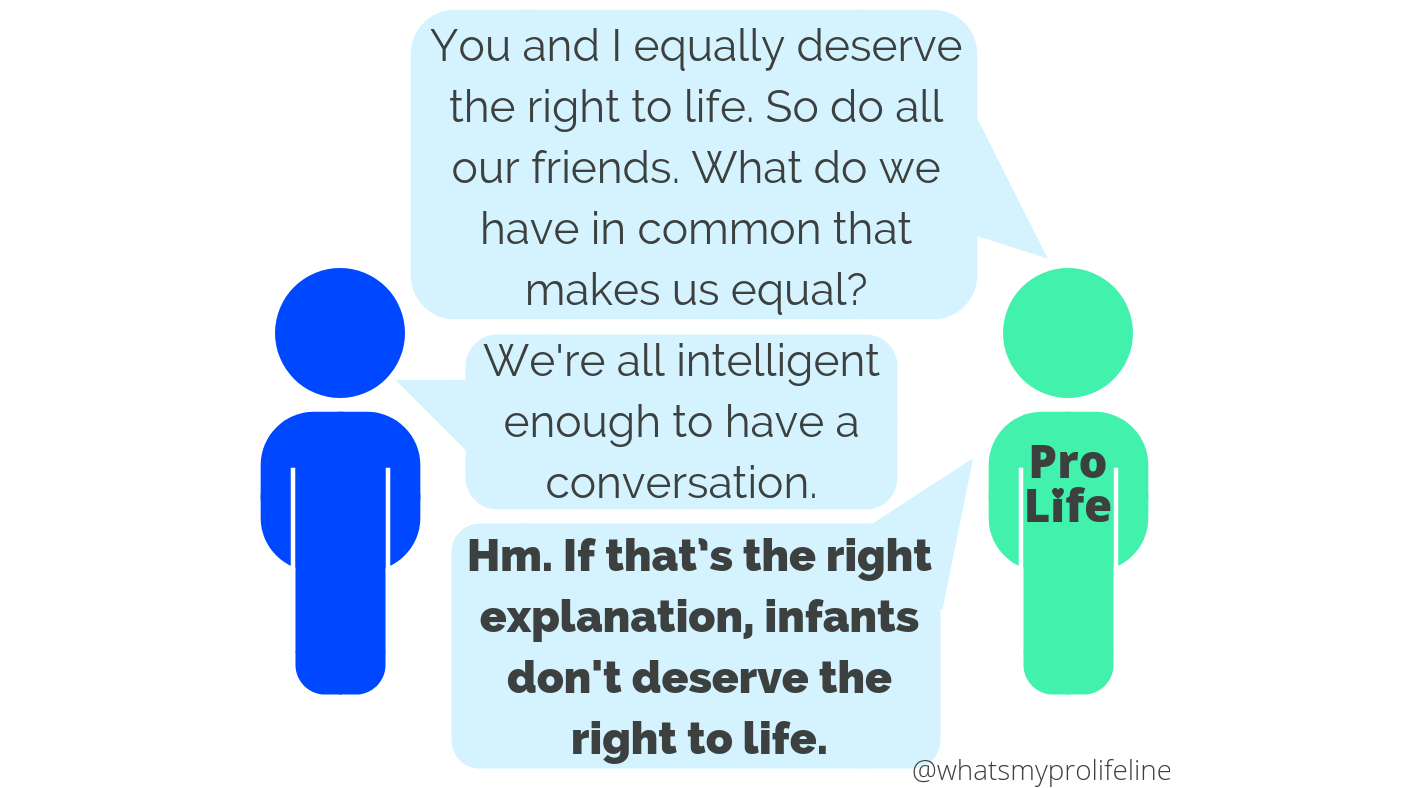 You and I equally deserve
the right to life. So do all
our friends. What do we
have in common that
makes us equal?
We're all intelligent
enough to have a
conversation.
Pro
Life
Hm. If that's the right
explanation, infants
don't deserve the
right to life.
@whatsmyprolifeline